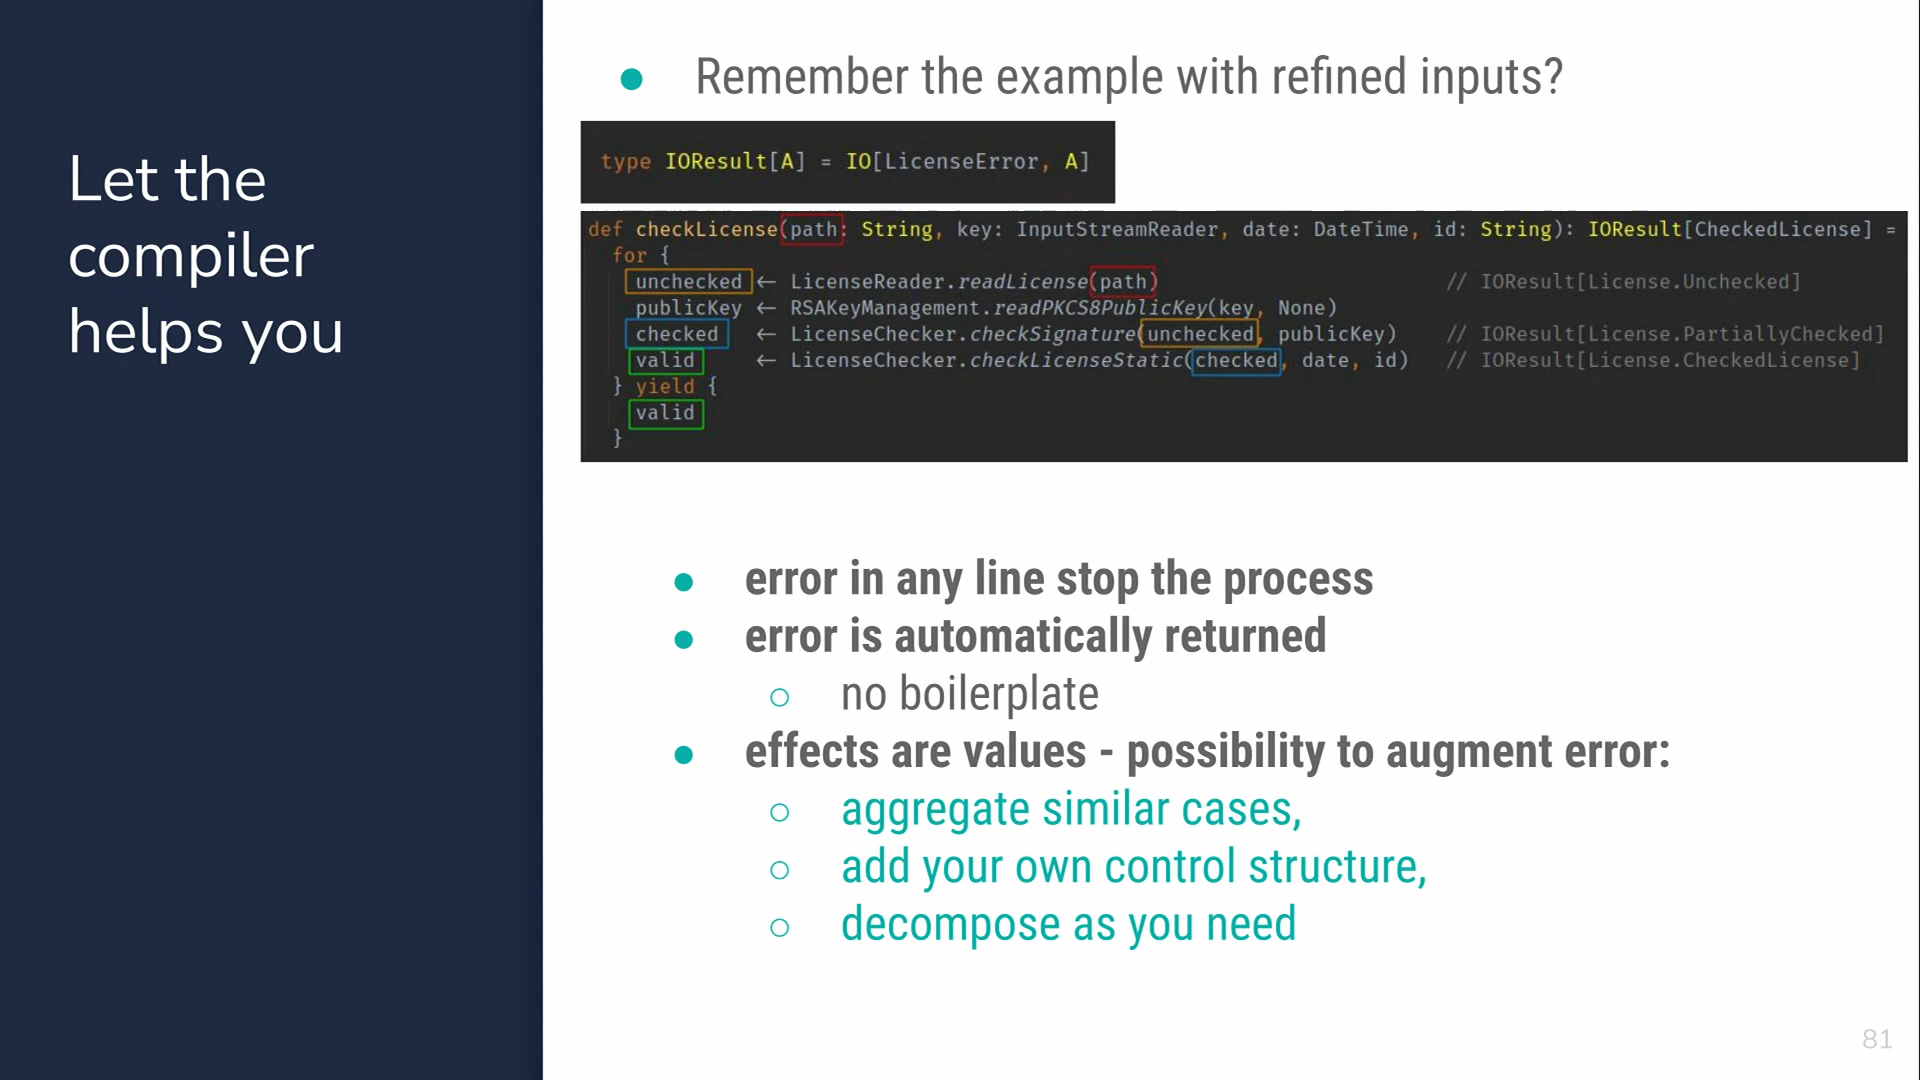 Let the
compiler
helps you
● Remember the example with refined inputs?
type IOResult[A] = IO[LicenseError, A]
def checkLicense(path: String, key: InputStreamReader, date: DateTime, id: String): IOResult[CheckedLicense] =
for {
unchecked ← LicenseReader.readLicense(path) // IOResult[License.Unchecked]
publicKey ← RSAKeyManagement.readPKCS8PublicKey(key, None)
checked ← LicenseChecker.checkSignature(unchecked, publicKey) // IOResult[License.PartiallyChecked]
valid ← LicenseChecker.checkLicenseStatic(checked, date, id) // IOResult[License.CheckedLicense]
} yield {
valid
}
● error in any line stop the process
● error is automatically returned
○ no boilerplate
● effects are values - possibility to augment error:
○ aggregate similar cases,
○ add your own control structure,
○ decompose as you need
81